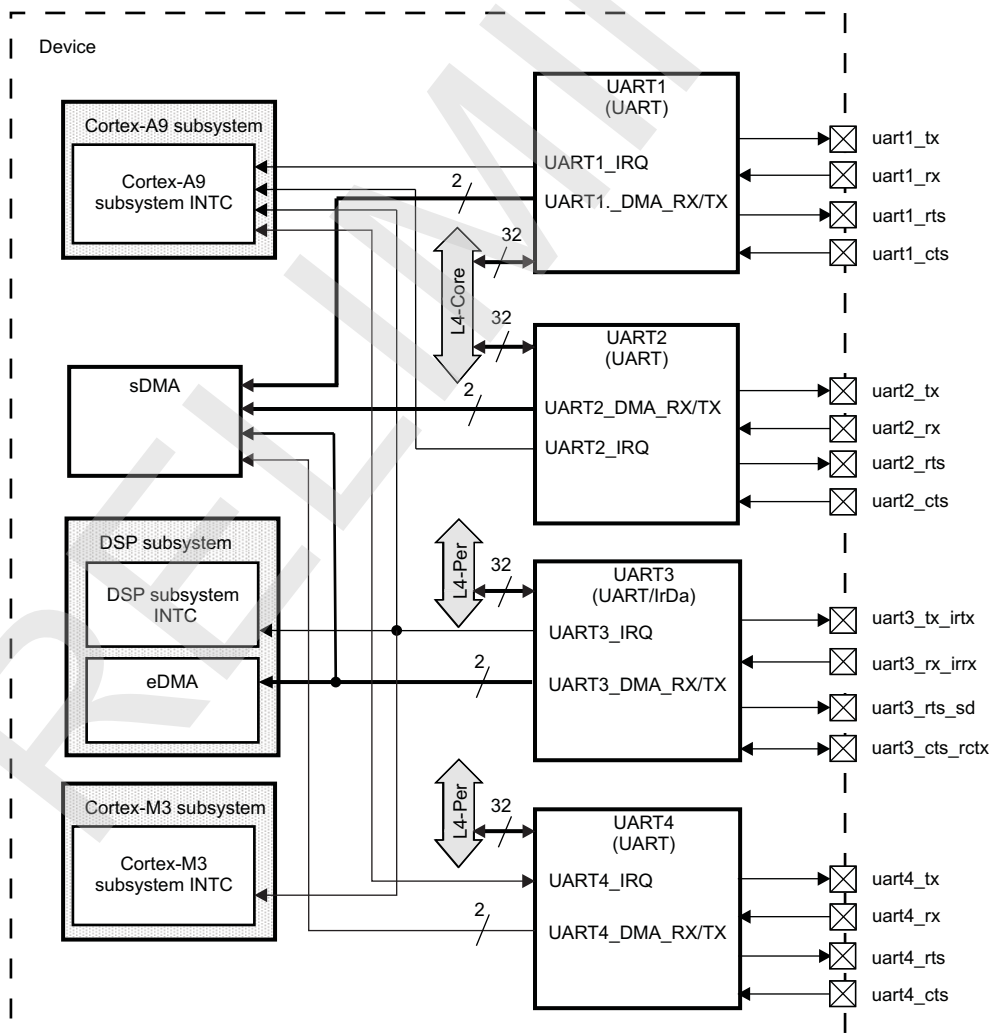 Device
Cortex-A9 subsystem
Cortex-A9
subsystem INTC
sDMA
DSP subsystem
DSP subsystem
INTC
eDMA
Cortex-M3 subsystem
Cortex-M3
subsystem INTC
L4-Core
L4-Per
L4-Per
UART1
(UART)
UART1_IRQ
2
UART1._DMA_RX/TX
32
uart1_tx
uart1_rx
uart1_rts
uart1_cts
32
UART2
(UART)
2
UART2_DMA_RX/TX
UART2_IRQ
uart2_tx
uart2_rx
uart2_rts
uart2_cts
32
UART3
(UART/IrDa)
UART3_IRQ
2
UART3_DMA_RX/TX
uart3_tx_irtx
uart3_rx_irrx
uart3_rts_sd
uart3_cts_rctx
32
UART4
(UART)
UART4_IRQ
2
UART4_DMA_RX/TX
uart4_tx
uart4_rx
uart4_rts
uart4_cts
RELIMI